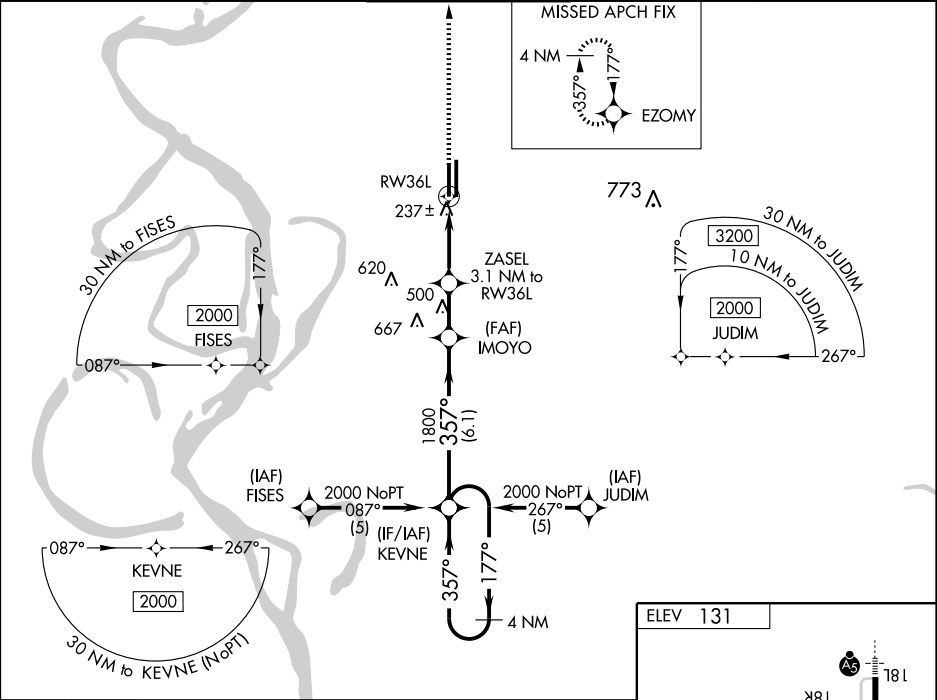 MISSED APCH FIX
4 NM
357°
177°
EZOMY
RW36L
237±
773
30 NM to FISES
177°
2000
FISES
087°
620
500
667
ZASEL
3.1 NM to
RW36L
(FAF)
IMOYO
177°
3200
30 NM to JUDIM
10 NM to JUDIM
2000
JUDIM
267°
1800
357°
(6.1)
(IAF)
FISES
2000 NoPT
087°
(5)
(IF/IAF)
KEVNE
2000 NoPT
267°
(5)
(IAF)
JUDIM
087°
267°
KEVNE
2000
30 NM to KEVNE (NoPT)
357°
177°
4 NM
ELEV 131
A5
18L
18R